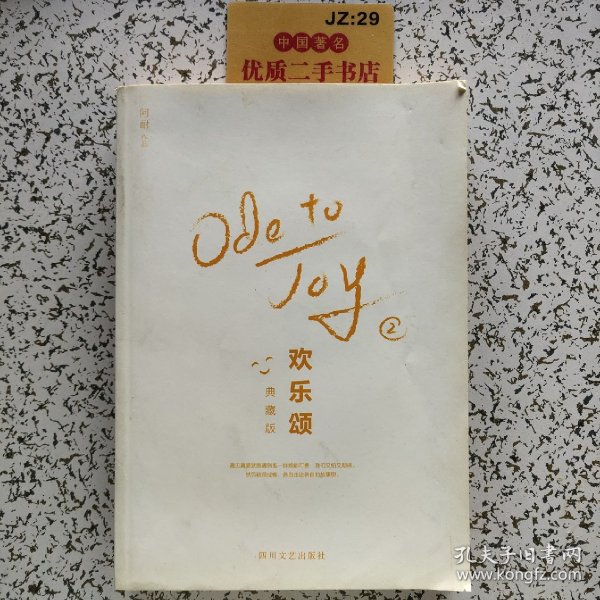 JZ:29
中国著名
优质二手书店
阿耐
Ode to
Joy
②
欢乐颂
典藏版
四川文艺出版社
孔夫子旧书网
www.kongfz.com